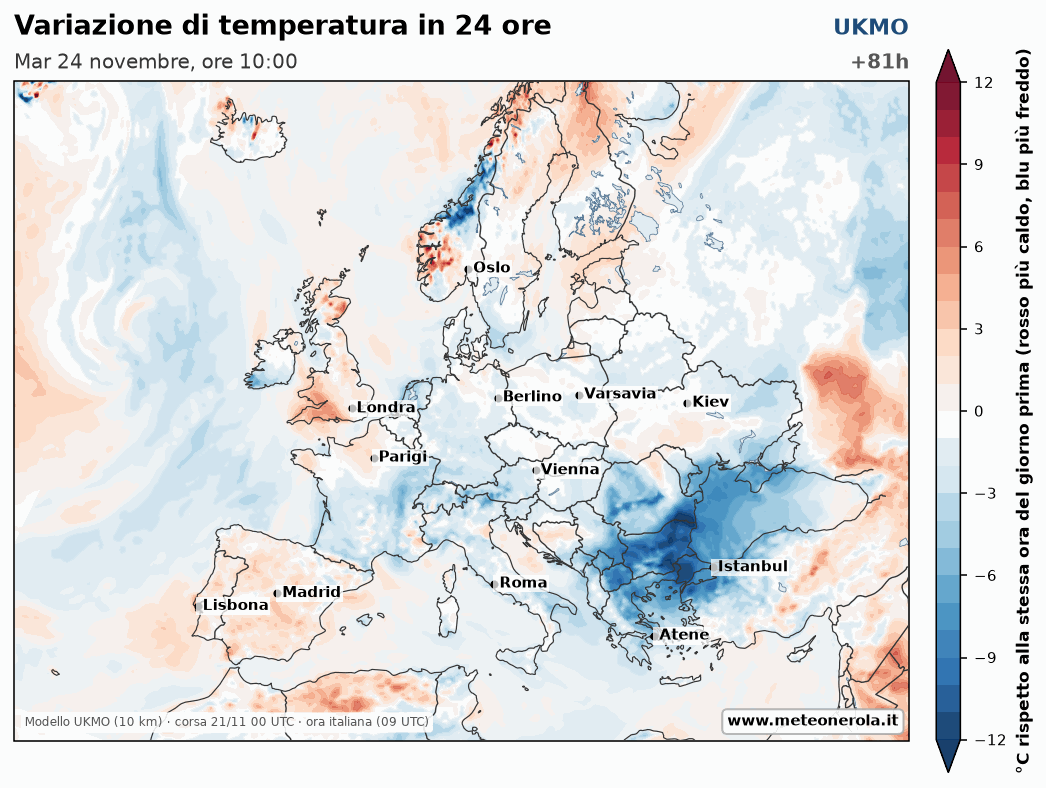 Variazione di temperatura in 24 ore
UKMO
Mar 24 novembre, ore 10:00
+81h
Oslo
Londra
Berlino
Varsavia
Kiev
Parigi
Vienna
Istanbul
Roma
Madrid
Lisbona
Atene
Modello UKMO (10 km) · corsa 21/11 00 UTC · ora italiana (09 UTC)
www.meteonerola.it
12
9
6
3
0
−3
−6
−9
−12
°C rispetto alla stessa ora del giorno prima (rosso più caldo, blu più freddo)